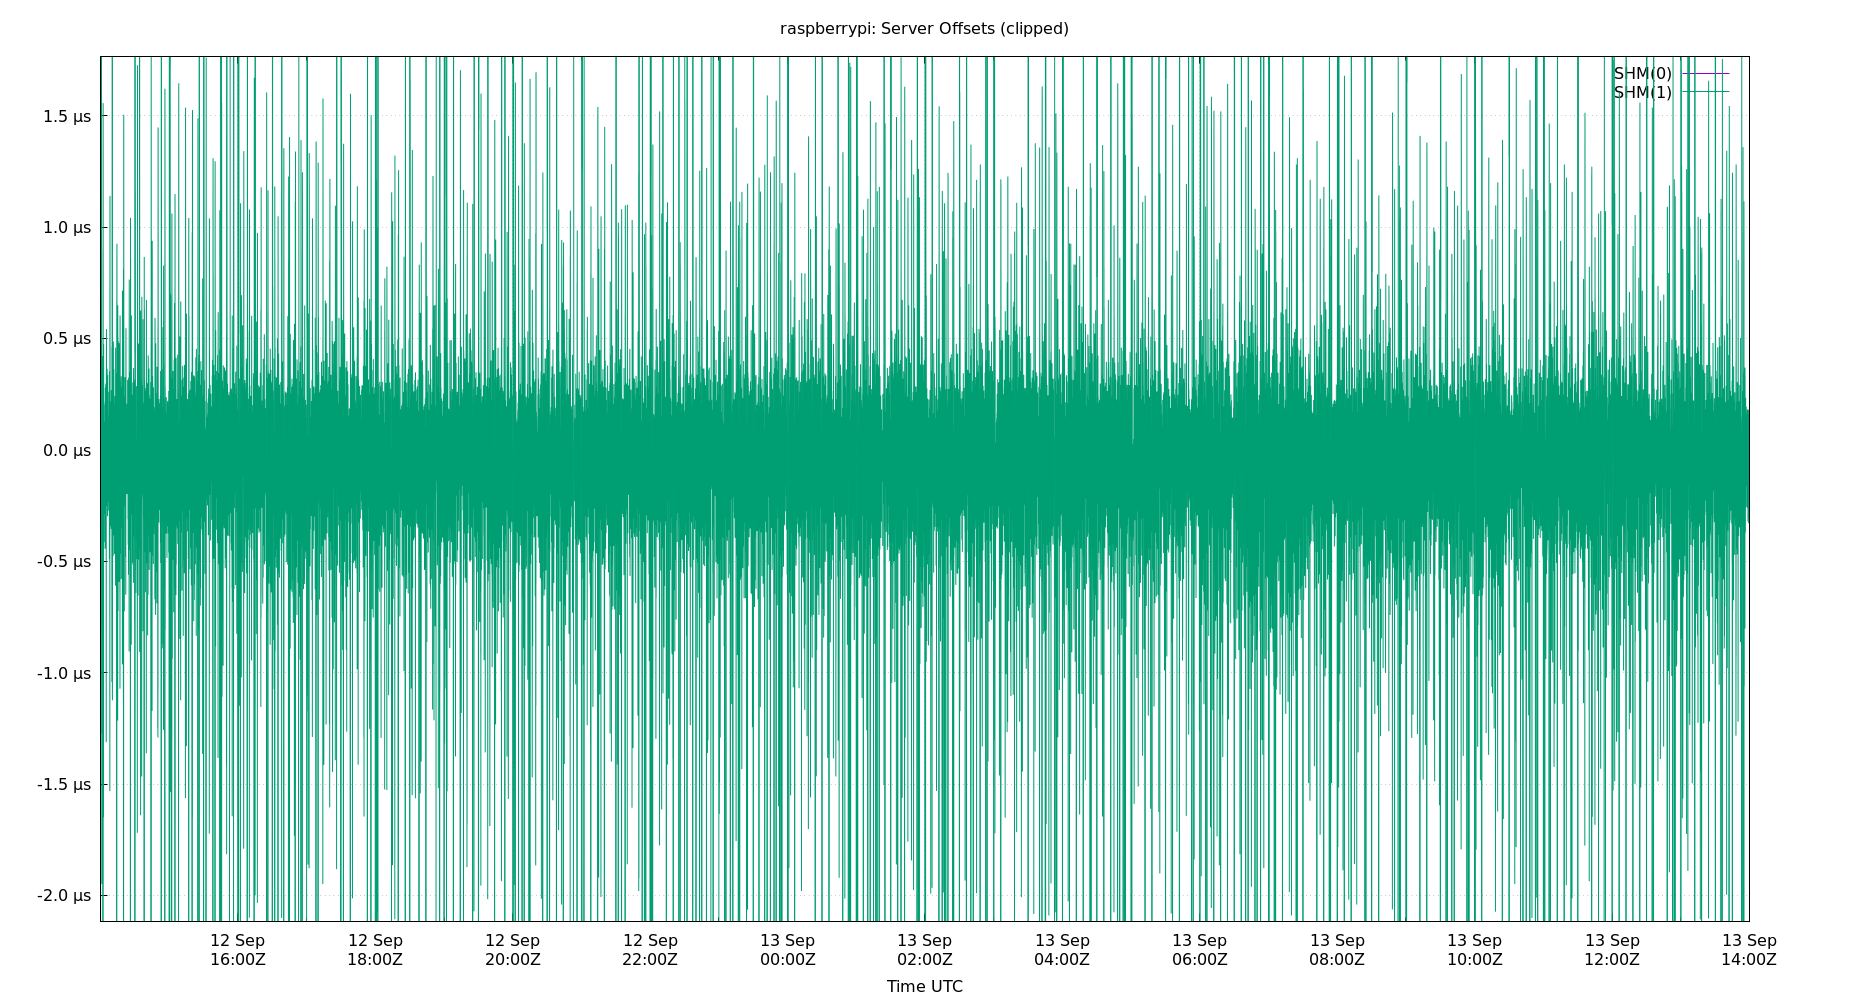 raspberrypi: Server Offsets (clipped)
SHM(0)
SHM(1)
1.5 µs
1.0 µs
0.5 µs
0.0 µs
-0.5 µs
-1.0 µs
-1.5 µs
-2.0 µs
12 Sep 12 Sep 12 Sep 12 Sep 13 Sep 13 Sep 13 Sep 13 Sep 13 Sep 13 Sep 13 Sep 13 Sep
16:00Z 18:00Z 20:00Z 22:00Z 00:00Z 02:00Z 04:00Z 06:00Z 08:00Z 10:00Z 12:00Z 14:00Z
Time UTC